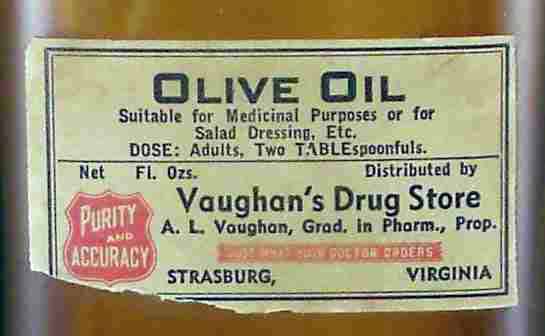 OLIVE OIL
Suitable for Medicinal Purposes or for
Salad Dressing, Etc.
DOSE: Adults, Two TABLEspoonfuls.
Net Fl. Ozs. Distributed by
Vaughan's Drug Store
A. L. Vaughan, Grad. in Pharm., Prop.
PURITY
AND
ACCURACY
JUST WHAT YOUR DOCTOR ORDERS
STRASBURG, VIRGINIA